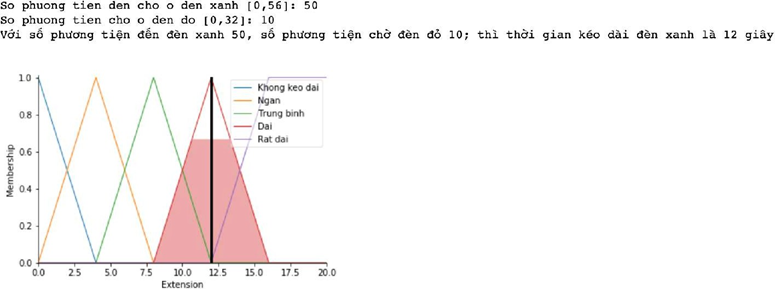 So phuong tien den cho o den xanh [0,56]: 50
So phuong tien cho o den do [0,32]: 10
Với số phương tiện đến đèn xanh 50, số phương tiện chờ đèn đỏ 10; thì thời gian kéo dài đèn xanh là 12 giây
1.0
0.8
0.6
0.4
0.2
0.0
Membership
Khong keo dai
Ngan
Trung binh
Dai
Rat dai
0.0 2.5 5.0 7.5 10.0 12.5 15.0 17.5 20.0
Extension